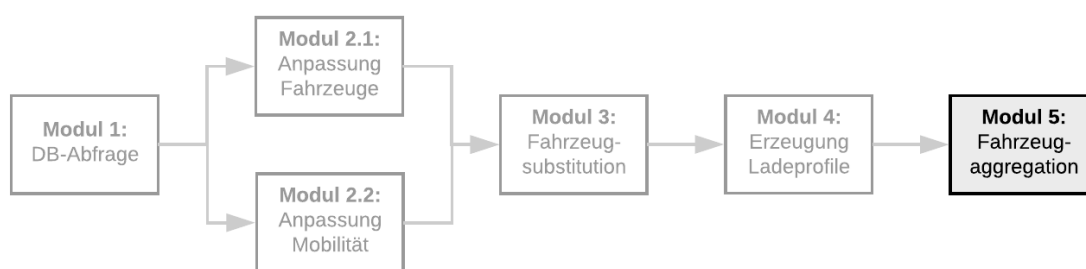 Modul 1:
DB-Abfrage
Modul 2.1:
Anpassung
Fahrzeuge
Modul 2.2:
Anpassung
Mobilität
Modul 3:
Fahrzeug-
substitution
Modul 4:
Erzeugung
Ladeprofile
Modul 5:
Fahrzeug-
aggregation